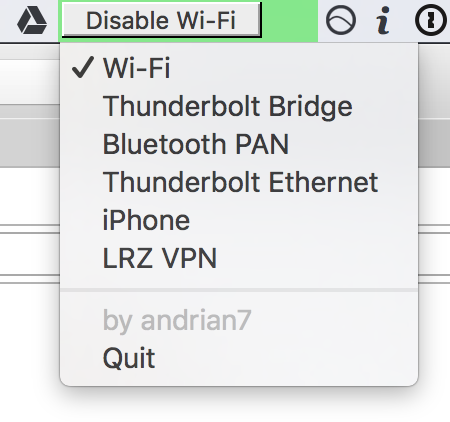 Disable Wi-Fi
Wi-Fi
Thunderbolt Bridge
Bluetooth PAN
Thunderbolt Ethernet
iPhone
LRZ VPN
by andrian7
Quit